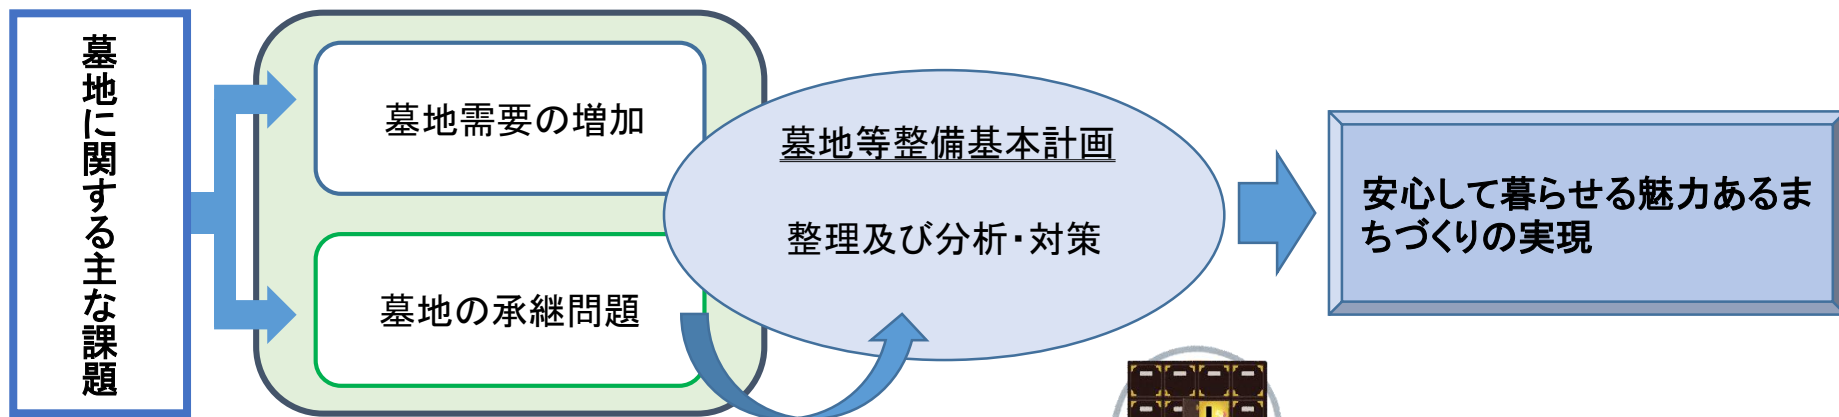 墓地に関する主な課題
墓地需要の増加
墓地の承継問題
墓地等整備基本計画
整理及び分析・対策
安心して暮らせる魅力あるま
ちづくりの実現